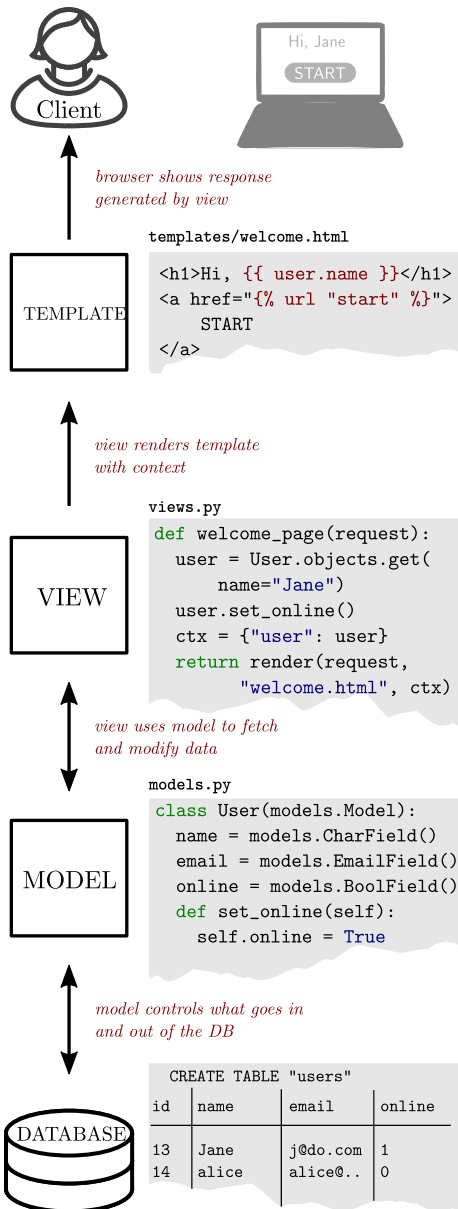 Hi, Jane
START
Client
browser shows response
generated by view
templates/welcome.html
TEMPLATE
<h1>Hi, {{ user.name }}</h1>
<a href="{% url "start" %}">
START
</a>
view renders template
with context
views.py
VIEW
def welcome_page(request):
user = User.objects.get(
name="Jane")
user.set_online()
ctx = {"user": user}
return render(request,
"welcome.html", ctx)
view uses model to fetch
and modify data
models.py
MODEL
class User(models.Model):
name = models.CharField()
email = models.EmailField()
online = models.BoolField()
def set_online(self):
self.online = True
model controls what goes in
and out of the DB
DATABASE
CREATE TABLE "users"
id name email online
13 Jane j@do.com 1
14 alice alice@.. 0